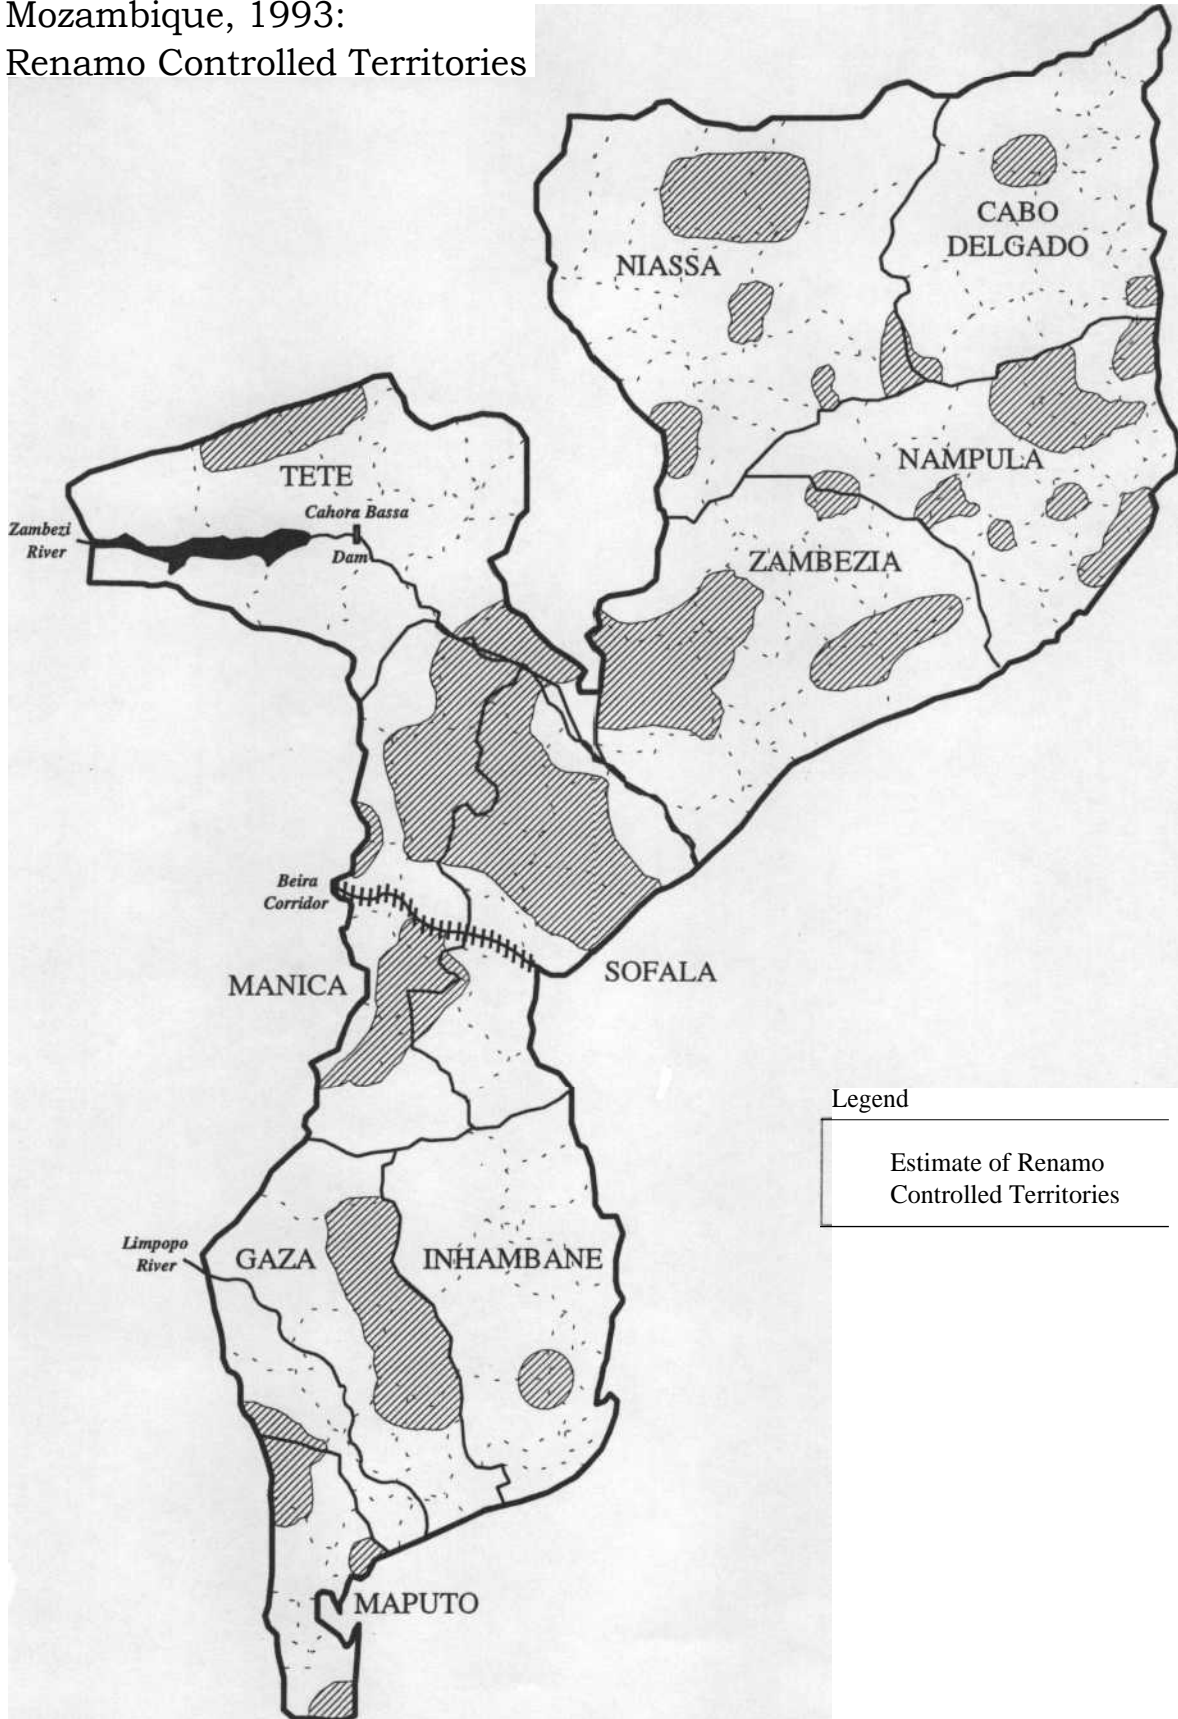 Mozambique, 1993:
Renamo Controlled Territories
CABO
DELGADO
NIASSA
TETE
NAMPULA
Cahora Bassa
Dam
Zambezi
River
ZAMBEZIA
Beira
Corridor
MANICA
SOFALA
Legend
Estimate of Renamo
Controlled Territories
Limpopo
River
GAZA
INHAMBANE
MAPUTO